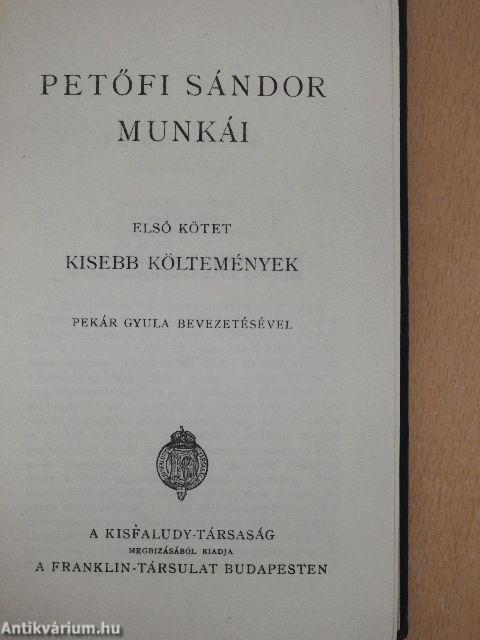 PETŐFI SÁNDOR
MUNKÁI
ELSŐ KÖTET
KISEBB KÖLTEMÉNYEK
PEKÁR GYULA BEVEZETÉSÉVEL
A KISFALUDY-TÁRSASÁG
MEGBIZÁSÁBÓL KIADJA
A FRANKLIN-TÁRSULAT BUDAPESTEN
Antikvárium.hu